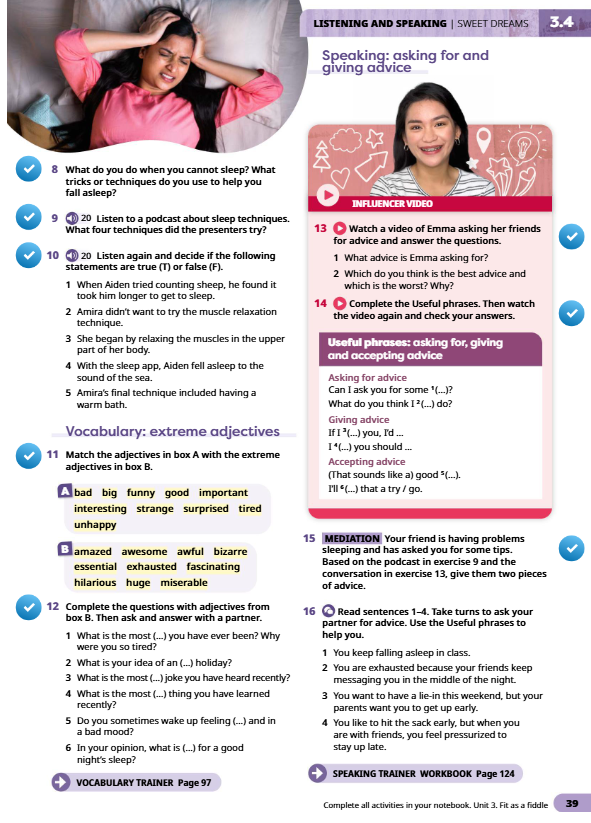 LISTENING AND SPEAKING | SWEET DREAMS 3.4
8 What do you do when you cannot sleep? What
tricks or techniques do you use to help you
fall asleep?
9 20 Listen to a podcast about sleep techniques.
What four techniques did the presenters try?
10 20 Listen again and decide if the following
statements are true (T) or false (F).
1 When Aiden tried counting sheep, he found it
took him longer to get to sleep.
2 Amira didn't want to try the muscle relaxation
technique.
3 She began by relaxing the muscles in the upper
part of her body.
4 With the sleep app, Aiden fell asleep to the
sound of the sea.
5 Amira's final technique included having a
warm bath.
Vocabulary: extreme adjectives
11 Match the adjectives in box A with the extreme
adjectives in box B.
A bad big funny good important
interesting strange surprised tired
unhappy
B amazed awesome awful bizarre
essential exhausted fascinating
hilarious huge miserable
12 Complete the questions with adjectives from
box B. Then ask and answer with a partner.
1 What is the most (...) you have ever been? Why
were you so tired?
2 What is your idea of an (...) holiday?
3 What is the most (...) joke you have heard recently?
4 What is the most (...) thing you have learned
recently?
5 Do you sometimes wake up feeling (...) and in
a bad mood?
6 In your opinion, what is (...) for a good
night's sleep?
VOCABULARY TRAINER Page 97
Speaking: asking for and
giving advice
INFLUENCER VIDEO
13 Watch a video of Emma asking her friends
for advice and answer the questions.
1 What advice is Emma asking for?
2 Which do you think is the best advice and
which is the worst? Why?
14 Complete the Useful phrases. Then watch
the video again and check your answers.
Useful phrases: asking for, giving
and accepting advice
Asking for advice
Can I ask you for some ¹(...)?
What do you think I ²(...) do?
Giving advice
If I ³(...) you, I'd ...
I ⁴(...) you should ...
Accepting advice
(That sounds like a) good ⁵(...).
I'll ⁶(...) that a try / go.
15 MEDIATION Your friend is having problems
sleeping and has asked you for some tips.
Based on the podcast in exercise 9 and the
conversation in exercise 13, give them two pieces
of advice.
16 Read sentences 1–4. Take turns to ask your
partner for advice. Use the Useful phrases to
help you.
1 You keep falling asleep in class.
2 You are exhausted because your friends keep
messaging you in the middle of the night.
3 You want to have a lie-in this weekend, but your
parents want you to get up early.
4 You like to hit the sack early, but when you
are with friends, you feel pressurized to
stay up late.
SPEAKING TRAINER WORKBOOK Page 124
Complete all activities in your notebook. Unit 3. Fit as a fiddle 39